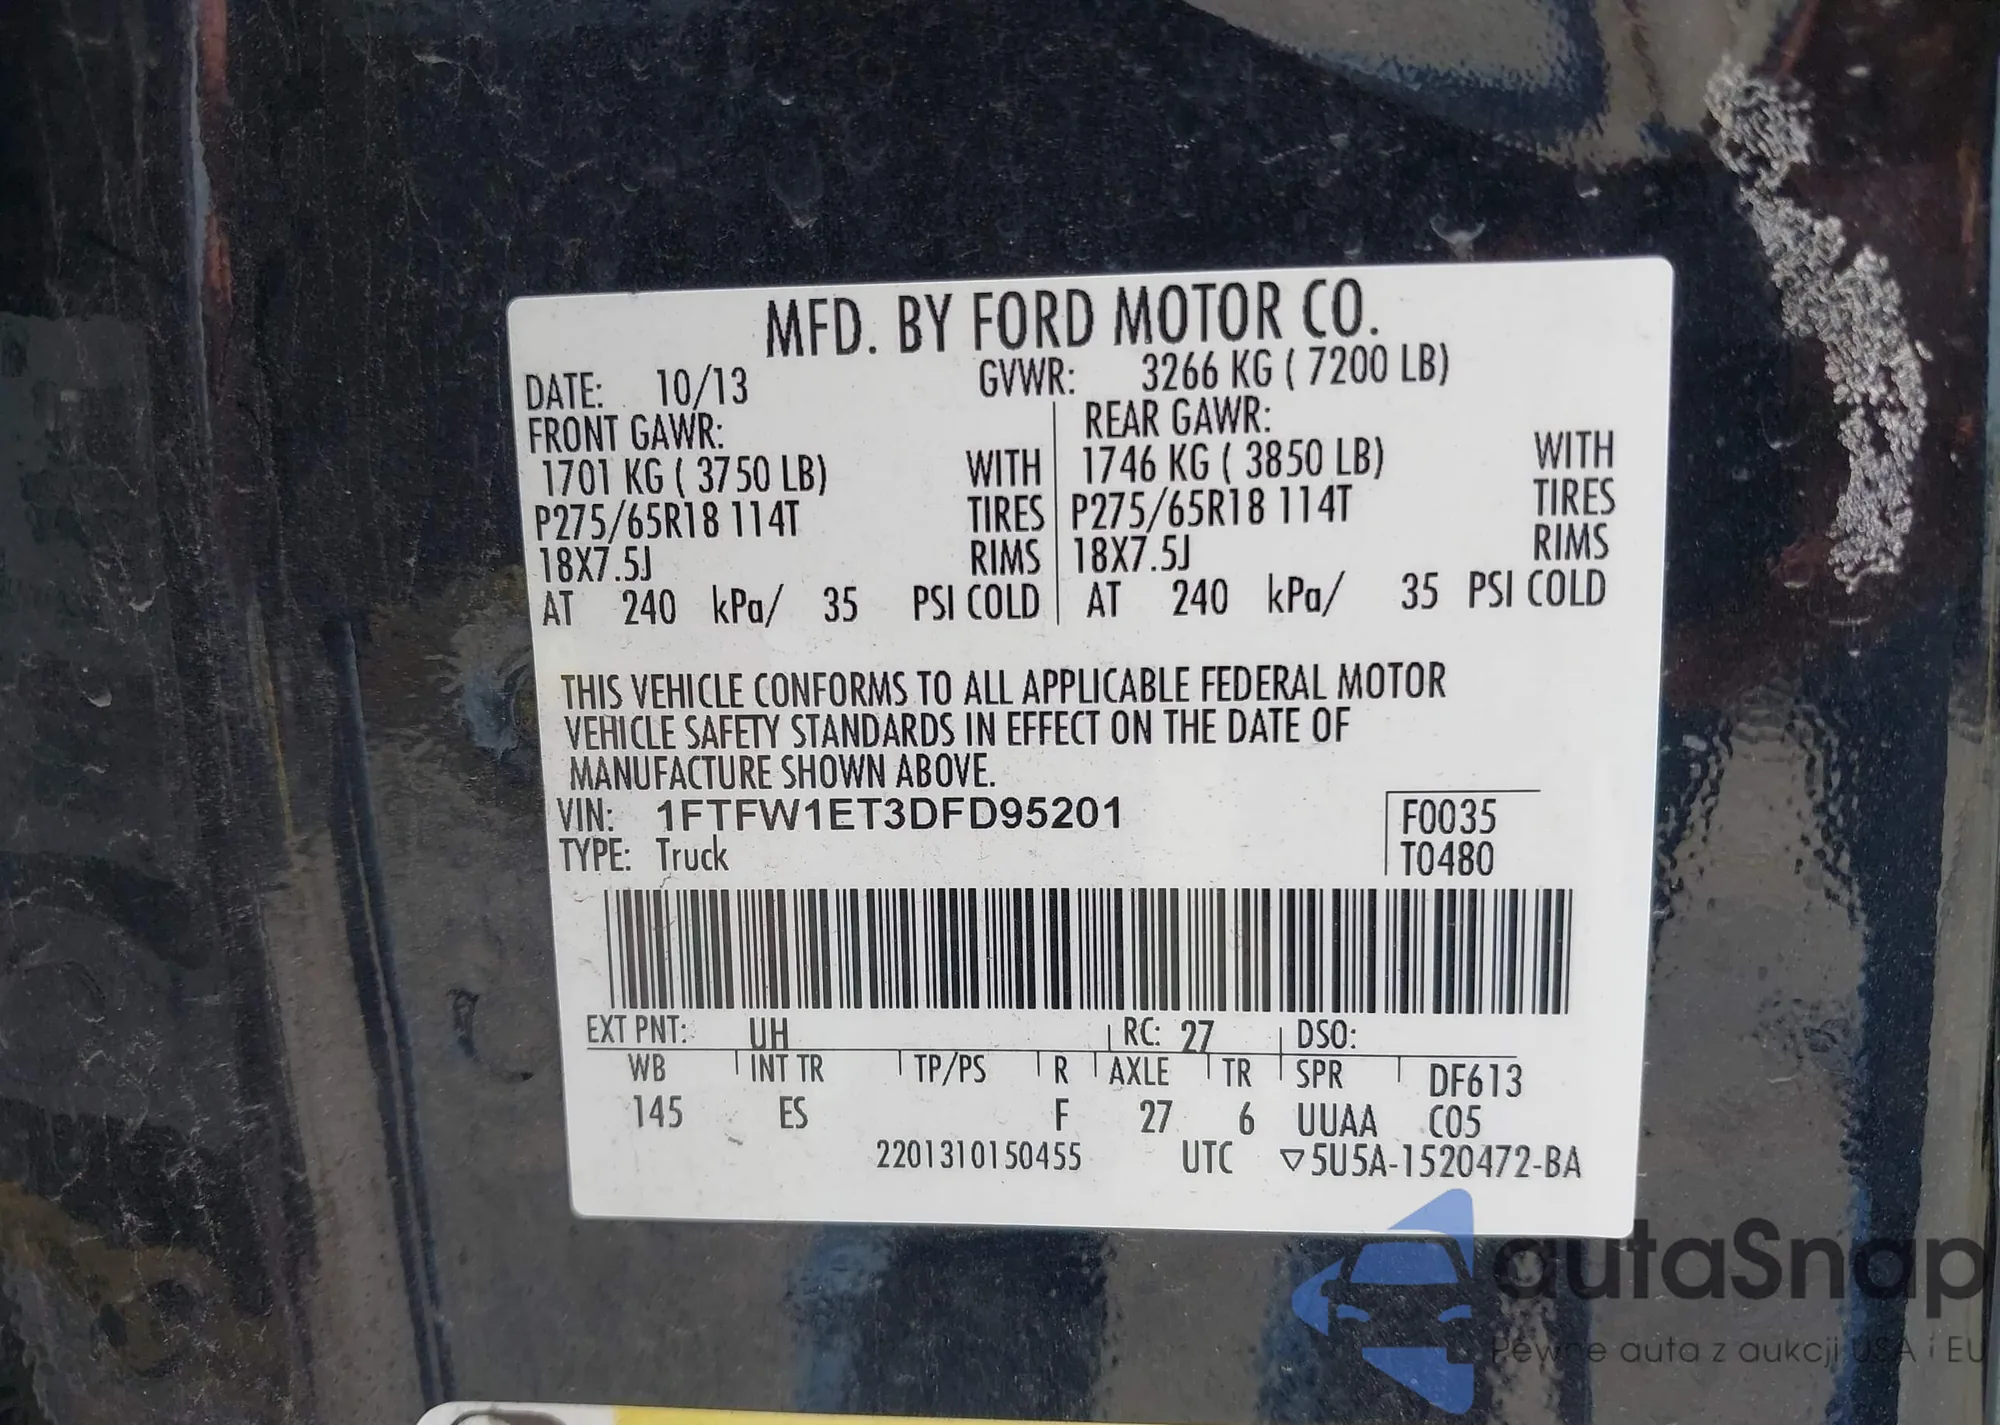 MFD. BY FORD MOTOR CO.
DATE: 10/13 GVWR: 3266 KG ( 7200 LB)
FRONT GAWR: REAR GAWR:
1701 KG ( 3750 LB) WITH 1746 KG ( 3850 LB) WITH
P275/65R18 114T TIRES P275/65R18 114T TIRES
18X7.5J RIMS 18X7.5J RIMS
AT 240 kPa/ 35 PSI COLD AT 240 kPa/ 35 PSI COLD
THIS VEHICLE CONFORMS TO ALL APPLICABLE FEDERAL MOTOR
VEHICLE SAFETY STANDARDS IN EFFECT ON THE DATE OF
MANUFACTURE SHOWN ABOVE.
VIN: 1FTFW1ET3DFD95201 F0035
TYPE: Truck T0480
EXT PNT: UH RC: 27 DSO:
WB INT TR TP/PS R AXLE TR SPR DF613
145 ES F 27 6 UUAA C05
2201310150455 UTC ▽5U5A-1520472-BA
autaSnap
Pewne auta z aukcji USA i EU